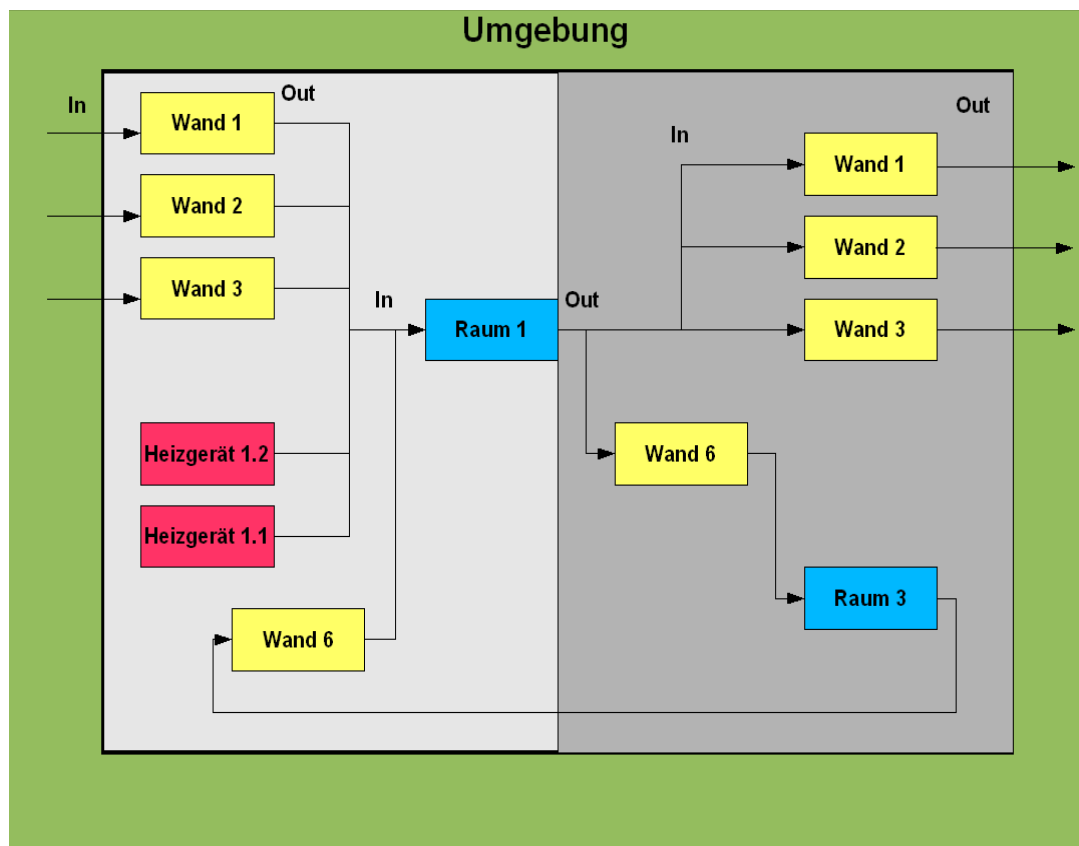 Umgebung
In
Out
Wand 1
Wand 2
Wand 3
In
Raum 1
Heizgerät 1.2
Heizgerät 1.1
Wand 6
Out
In
Out
Wand 1
Wand 2
Wand 3
Wand 6
Raum 3